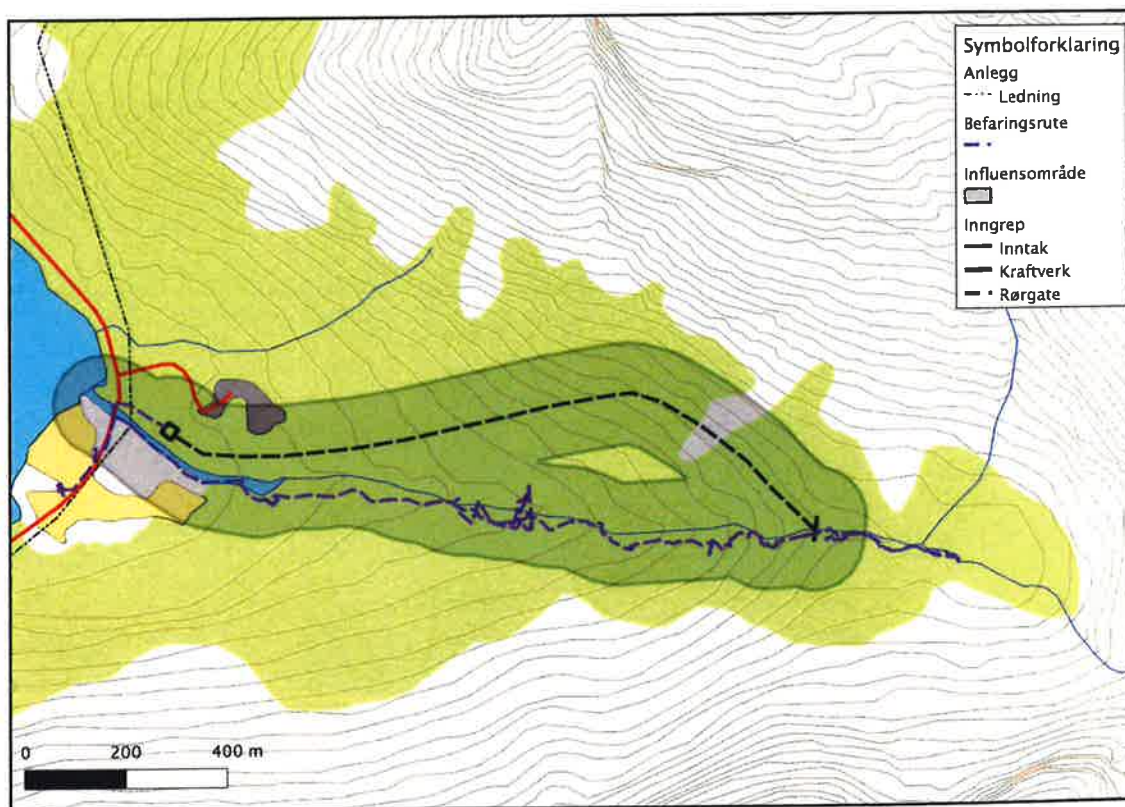 Symbolforklaring
Anlegg
Ledning
Befaringsrute
Influensområde
Inngrep
Inntak
Kraftverk
Rørgate
0 200 400 m